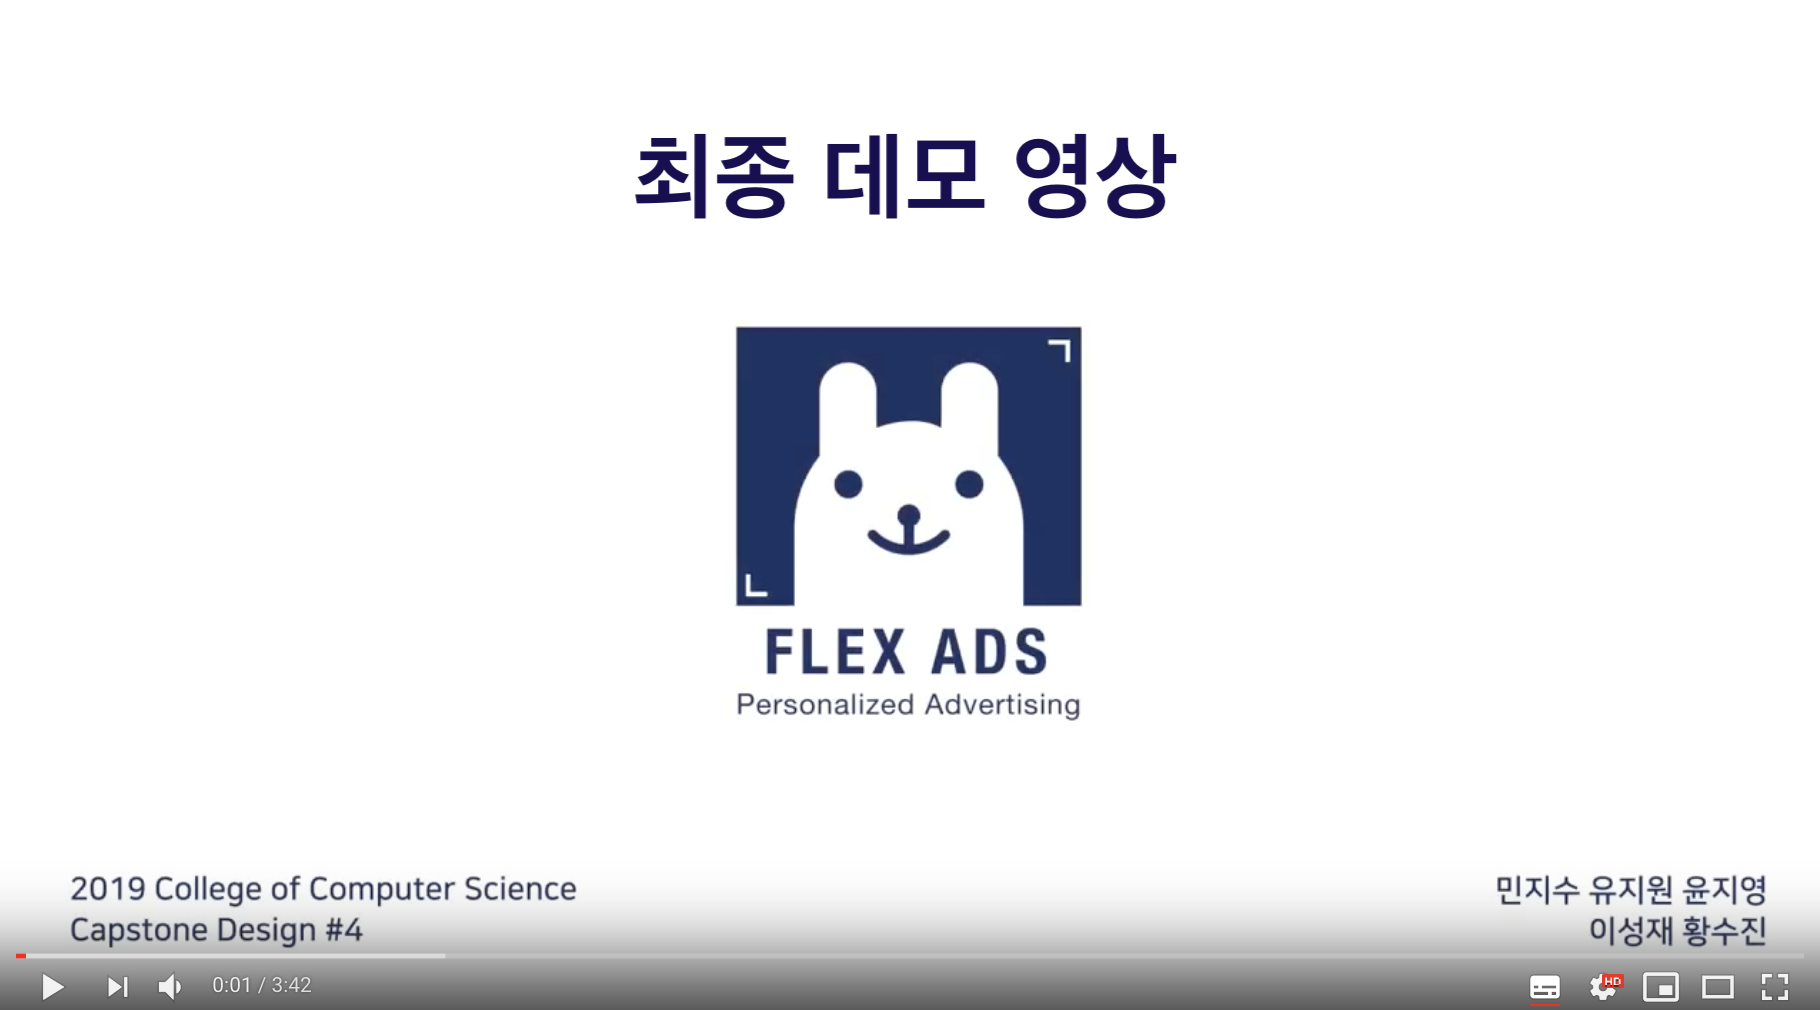 최종 데모 영상
FLEX ADS
Personalized Advertising
2019 College of Computer Science
Capstone Design #4
민지수 유지원 윤지영
이성재 황수진
0:01 / 3:42
HD